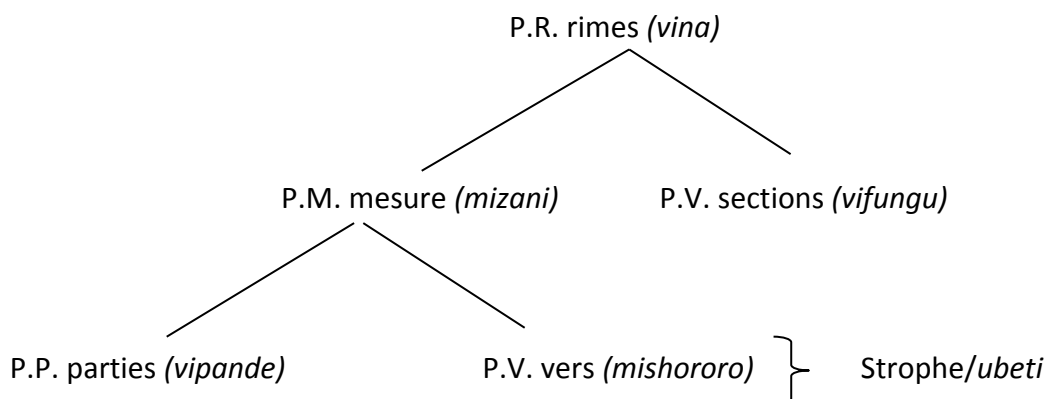 P.R. rimes (vina)
P.M. mesure (mizani) P.V. sections (vifungu)
P.P. parties (vipande) P.V. vers (mishororo) } Strophe/ubeti